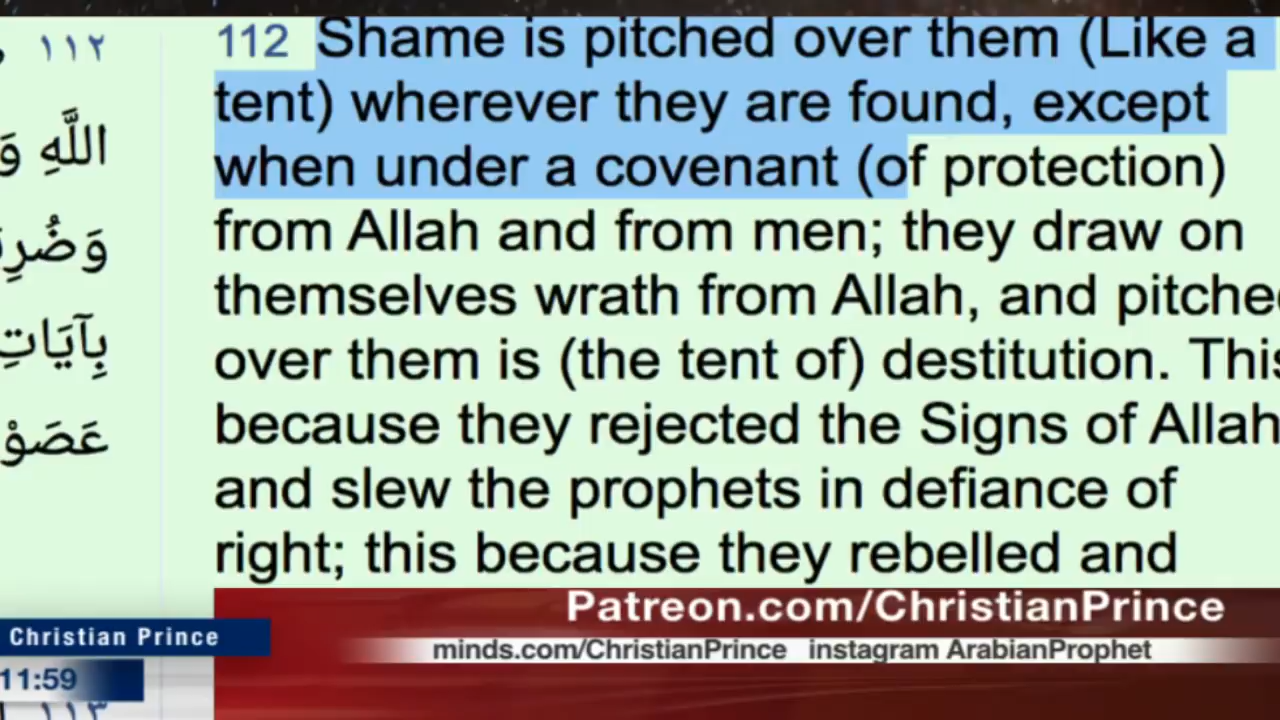 ١١٢
اللَّهِ وَ
بِآيَاتِ
112 Shame is pitched over them (Like a
tent) wherever they are found, except
when under a covenant (of protection)
from Allah and from men; they draw on
themselves wrath from Allah, and pitche
over them is (the tent of) destitution. This
because they rejected the Signs of Allah
and slew the prophets in defiance of
right; this because they rebelled and
Patreon.com/ChristianPrince
minds.com/ChristianPrince instagram ArabianProphet
Christian Prince
11:59
١١٣